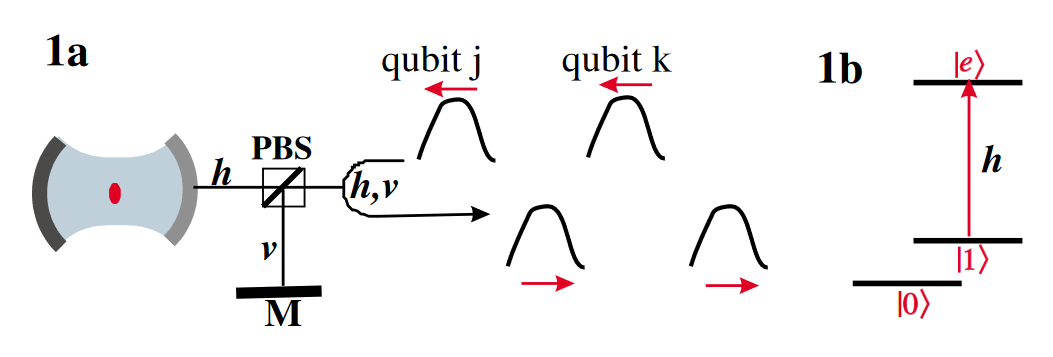 1a
qubit j
qubit k
PBS
h
h,v
v
M
1b
|e⟩
h
|1⟩
|0⟩